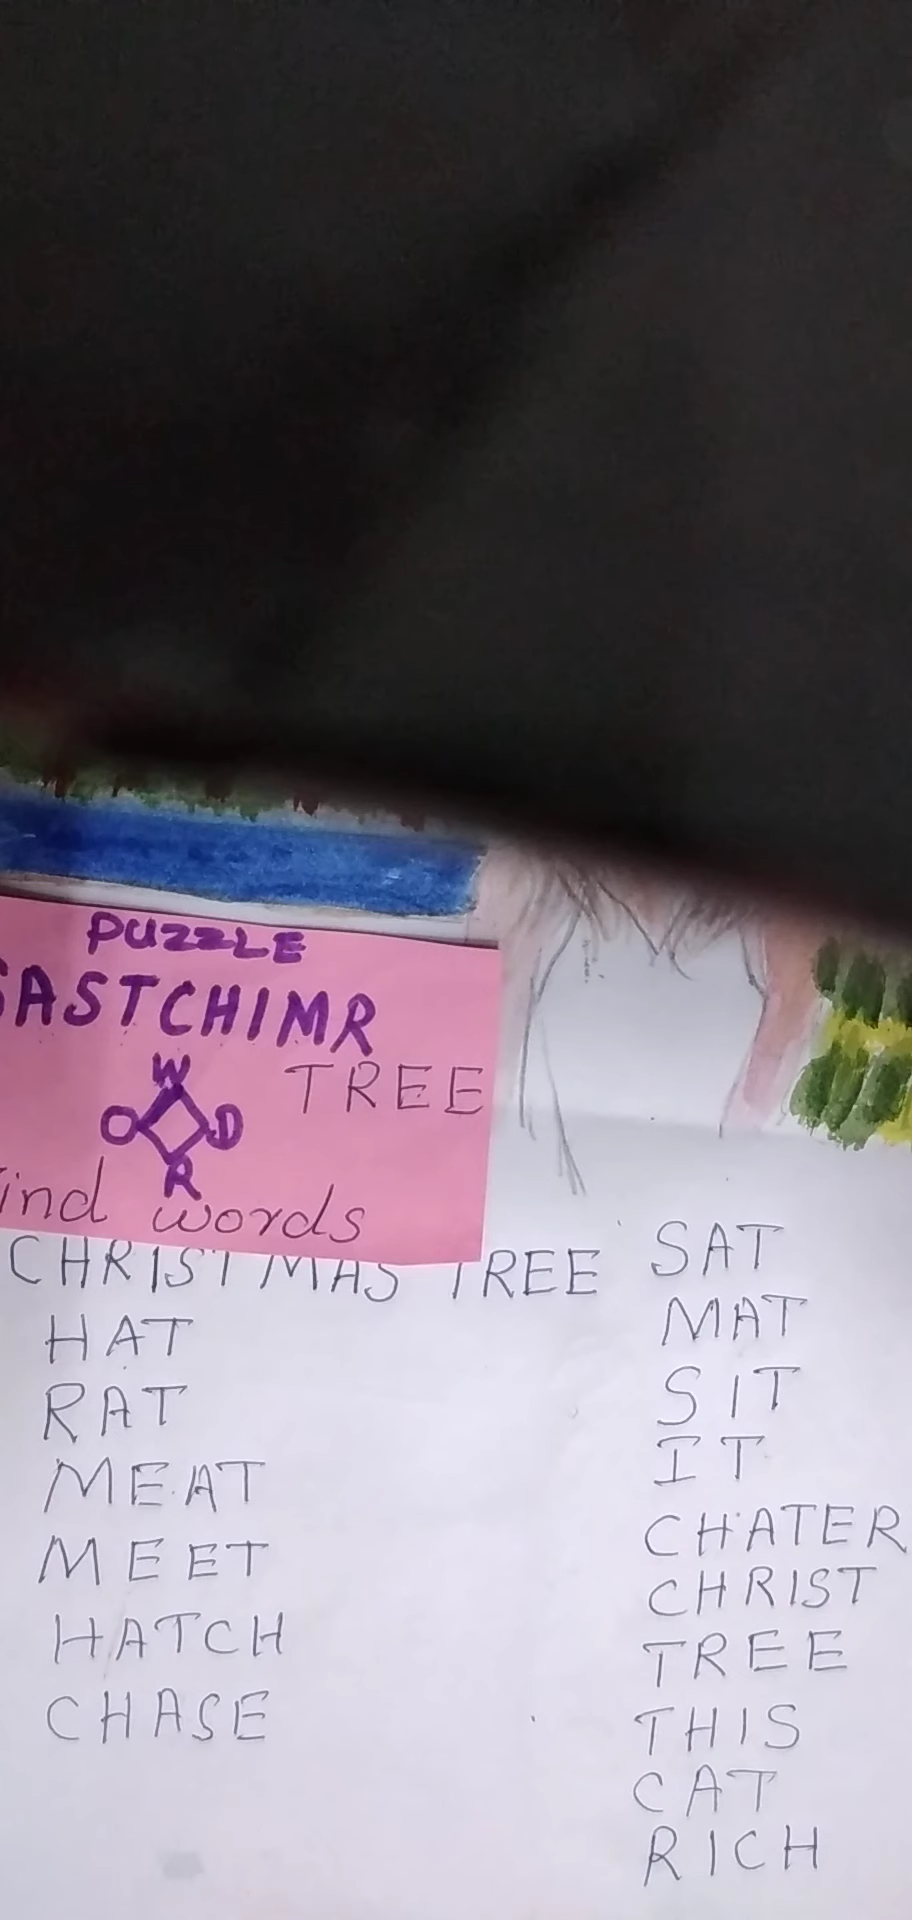 PUZZLE
SASTCHIMR
TREE
W
O D
R
ind words
CHRISTMAS TREE
HAT
RAT
MEAT
MEET
HATCH
CHASE
SAT
MAT
SIT
IT
CHATER
CHRIST
TREE
THIS
CAT
RICH